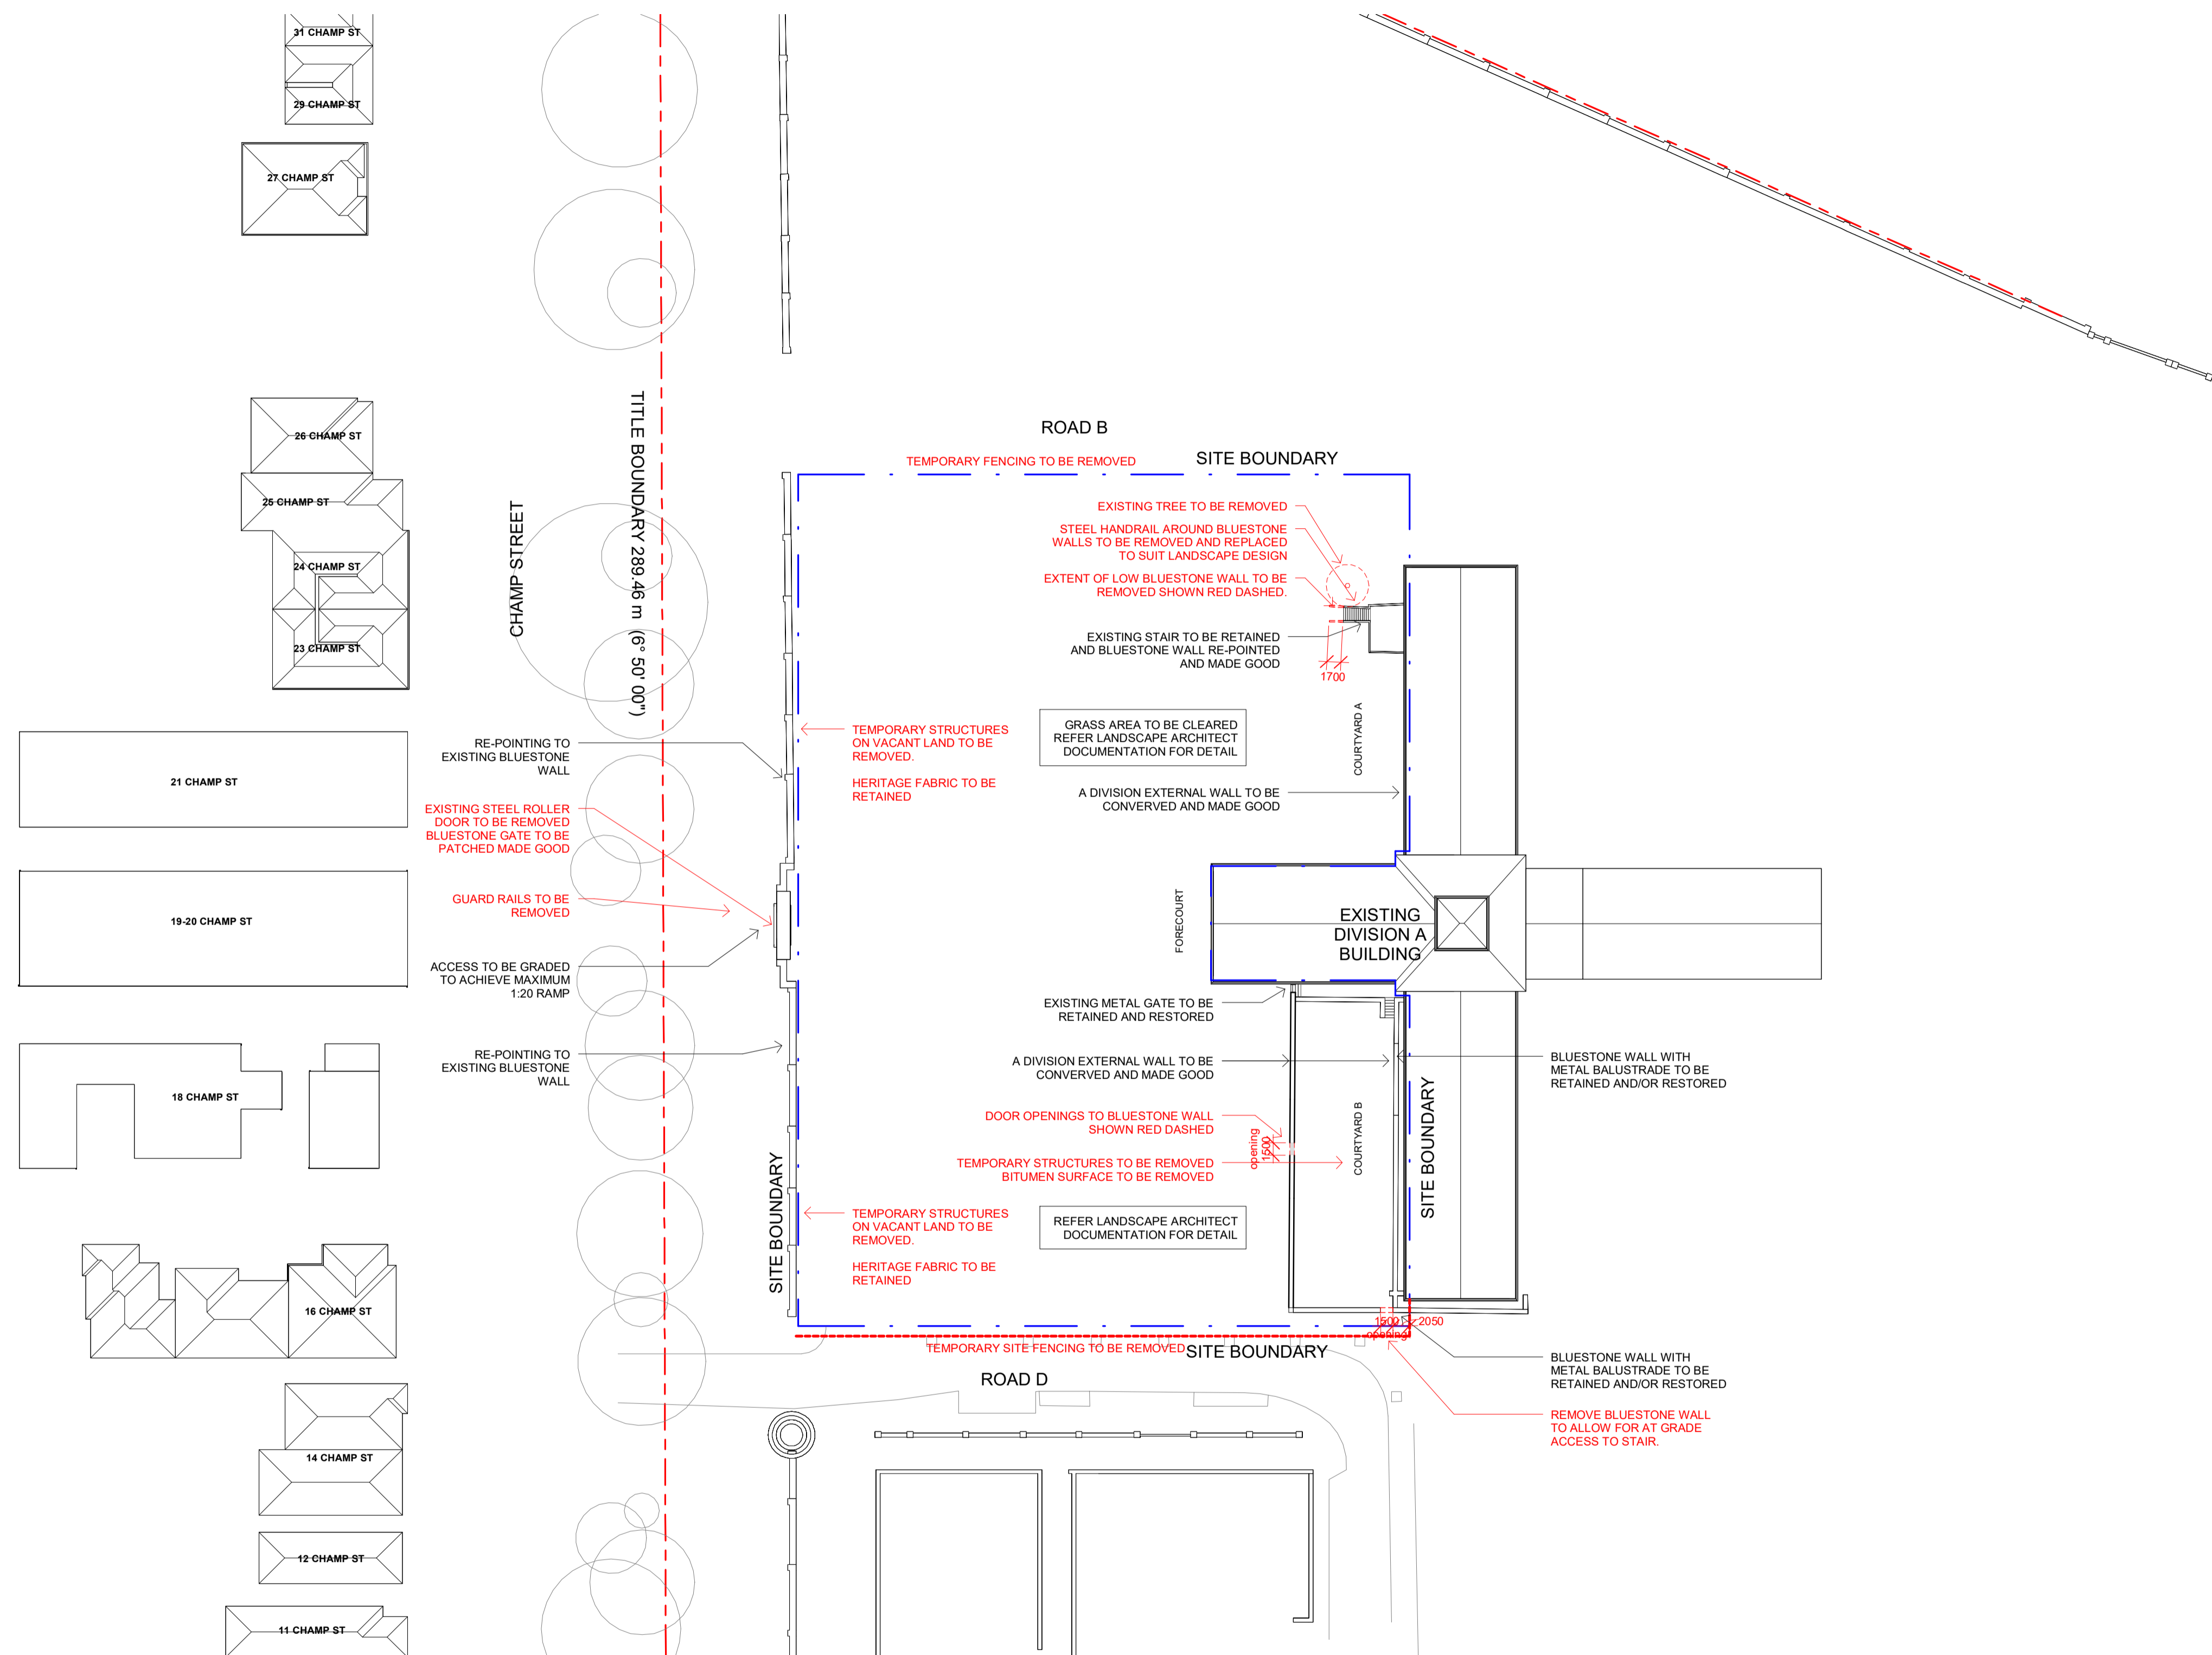 31 CHAMP ST
29 CHAMP ST
27 CHAMP ST
26 CHAMP ST
25 CHAMP ST
24 CHAMP ST
23 CHAMP ST
21 CHAMP ST
19-20 CHAMP ST
18 CHAMP ST
16 CHAMP ST
14 CHAMP ST
12 CHAMP ST
11 CHAMP ST
CHAMP STREET
TITLE BOUNDARY 289.46 m (6° 50' 00")
RE-POINTING TO
EXISTING BLUESTONE
WALL
EXISTING STEEL ROLLER
DOOR TO BE REMOVED
BLUESTONE GATE TO BE
PATCHED MADE GOOD
GUARD RAILS TO BE
REMOVED
ACCESS TO BE GRADED
TO ACHIEVE MAXIMUM
1:20 RAMP
RE-POINTING TO
EXISTING BLUESTONE
WALL
SITE BOUNDARY
ROAD B
TEMPORARY FENCING TO BE REMOVED
SITE BOUNDARY
EXISTING TREE TO BE REMOVED
STEEL HANDRAIL AROUND BLUESTONE
WALLS TO BE REMOVED AND REPLACED
TO SUIT LANDSCAPE DESIGN
EXTENT OF LOW BLUESTONE WALL TO BE
REMOVED SHOWN RED DASHED.
EXISTING STAIR TO BE RETAINED
AND BLUESTONE WALL RE-POINTED
AND MADE GOOD
1700
TEMPORARY STRUCTURES
ON VACANT LAND TO BE
REMOVED.
HERITAGE FABRIC TO BE
RETAINED
GRASS AREA TO BE CLEARED
REFER LANDSCAPE ARCHITECT
DOCUMENTATION FOR DETAIL
COURTYARD A
A DIVISION EXTERNAL WALL TO BE
CONVERVED AND MADE GOOD
FORECOURT
EXISTING
DIVISION A
BUILDING
EXISTING METAL GATE TO BE
RETAINED AND RESTORED
A DIVISION EXTERNAL WALL TO BE
CONVERVED AND MADE GOOD
BLUESTONE WALL WITH
METAL BALUSTRADE TO BE
RETAINED AND/OR RESTORED
DOOR OPENINGS TO BLUESTONE WALL
SHOWN RED DASHED
opening
1500
COURTYARD B
SITE BOUNDARY
TEMPORARY STRUCTURES TO BE REMOVED
BITUMEN SURFACE TO BE REMOVED
TEMPORARY STRUCTURES
ON VACANT LAND TO BE
REMOVED.
HERITAGE FABRIC TO BE
RETAINED
REFER LANDSCAPE ARCHITECT
DOCUMENTATION FOR DETAIL
1500
2050
opening
TEMPORARY SITE FENCING TO BE REMOVED
SITE BOUNDARY
ROAD D
BLUESTONE WALL WITH
METAL BALUSTRADE TO BE
RETAINED AND/OR RESTORED
REMOVE BLUESTONE WALL
TO ALLOW FOR AT GRADE
ACCESS TO STAIR.